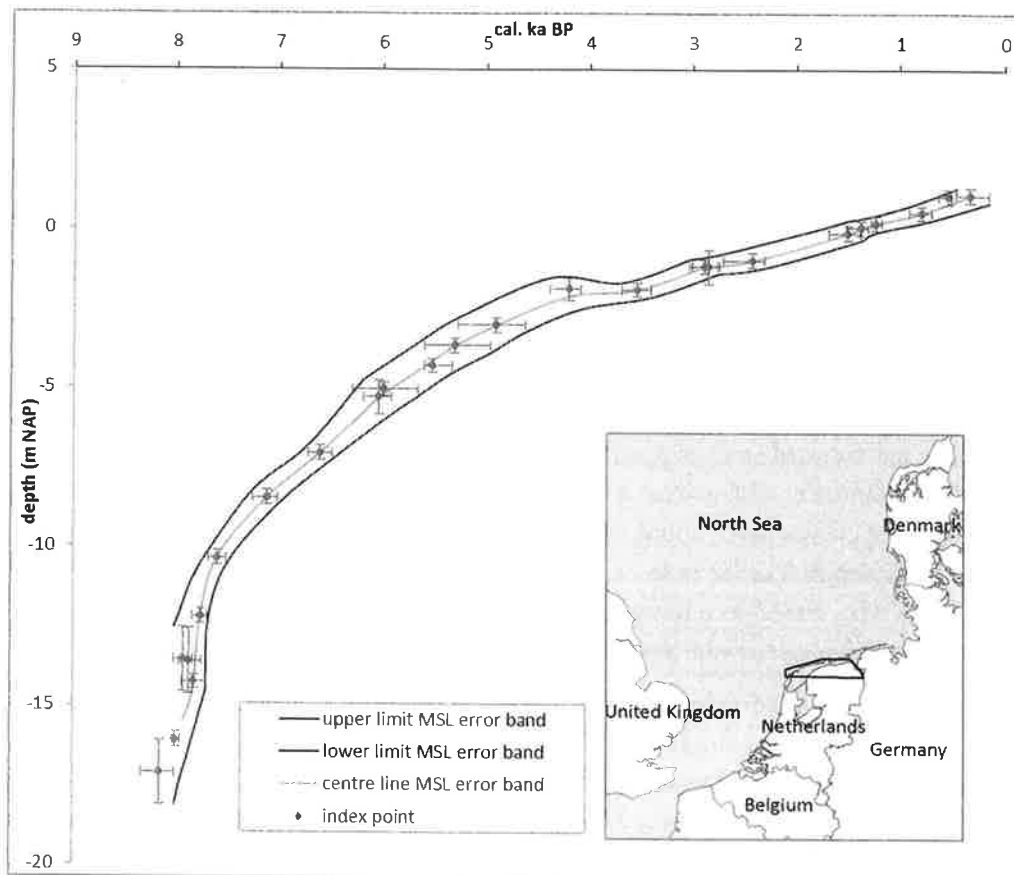 cal. ka BP
9 8 7 6 5 4 3 2 1 0
5
0
-5
-10
-15
-20
depth (m NAP)
upper limit MSL error band
lower limit MSL error band
centre line MSL error band
index point
North Sea
Denmark
United Kingdom
Netherlands
Germany
Belgium